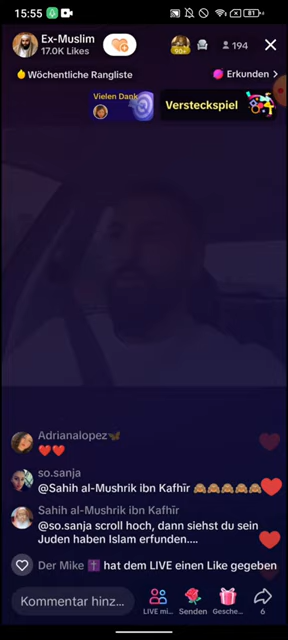 15:55
81
Ex-Muslim
17.0K Likes
90+
194
Wöchentliche Rangliste
Erkunden
Vielen Dank
Versteckspiel
Adrianalopez🦋
❤️❤️
so.sanja
@Sahih al-Mushrik ibn Kafhīr 🙈🙈🙈🙈🙈
Sahih al-Mushrik ibn Kafhīr
@so.sanja scroll hoch, dann siehst du sein
Juden haben Islam erfunden....
Der Mike ✝️ hat dem LIVE einen Like gegeben
Kommentar hinz...
LIVE mi...
Senden
Gesche...
6